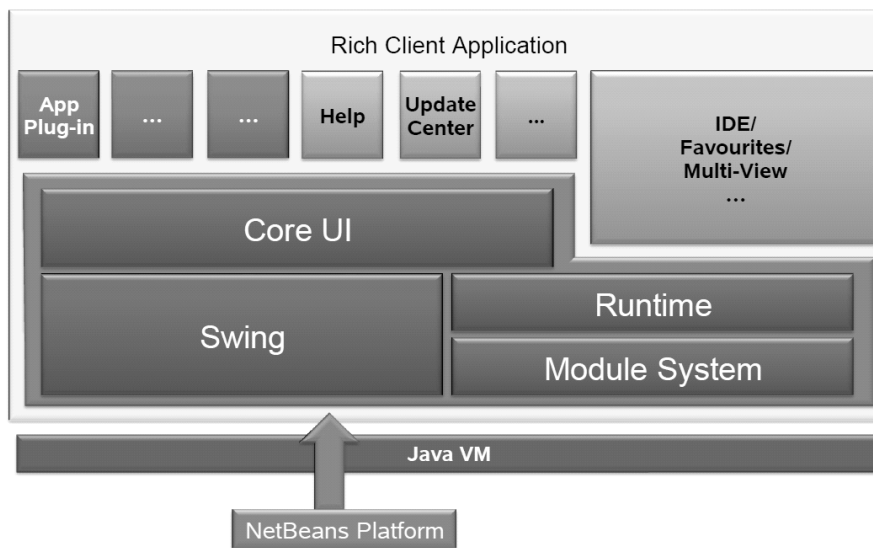 Rich Client Application
App
Plug-in
...
...
Help
Update
Center
...
IDE/
Favourites/
Multi-View
...
Core UI
Swing
Runtime
Module System
Java VM
NetBeans Platform